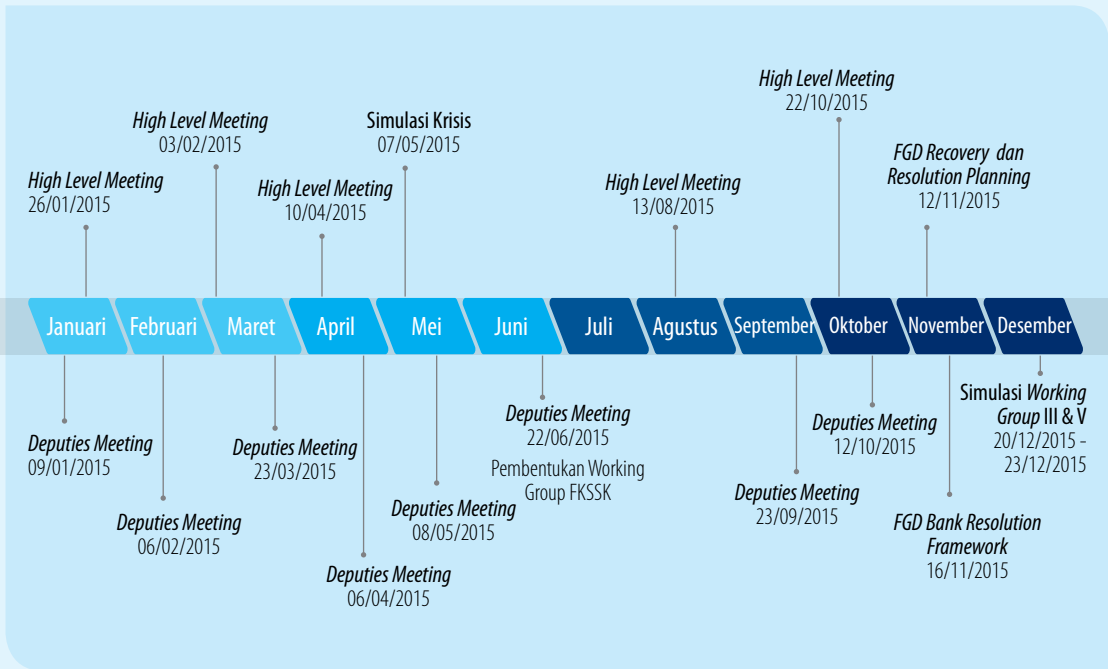 High Level Meeting
22/10/2015
High Level Meeting
03/02/2015
Simulasi Krisis
07/05/2015
FGD Recovery dan
Resolution Planning
12/11/2015
High Level Meeting
26/01/2015
High Level Meeting
10/04/2015
High Level Meeting
13/08/2015
Januari
Februari
Maret
April
Mei
Juni
Juli
Agustus
September
Oktober
November
Desember
Deputies Meeting
09/01/2015
Deputies Meeting
06/02/2015
Deputies Meeting
23/03/2015
Deputies Meeting
06/04/2015
Deputies Meeting
08/05/2015
Deputies Meeting
22/06/2015
Pembentukan Working
Group FKSSK
Deputies Meeting
23/09/2015
Deputies Meeting
12/10/2015
FGD Bank Resolution
Framework
16/11/2015
Simulasi Working
Group III & V
20/12/2015 -
23/12/2015